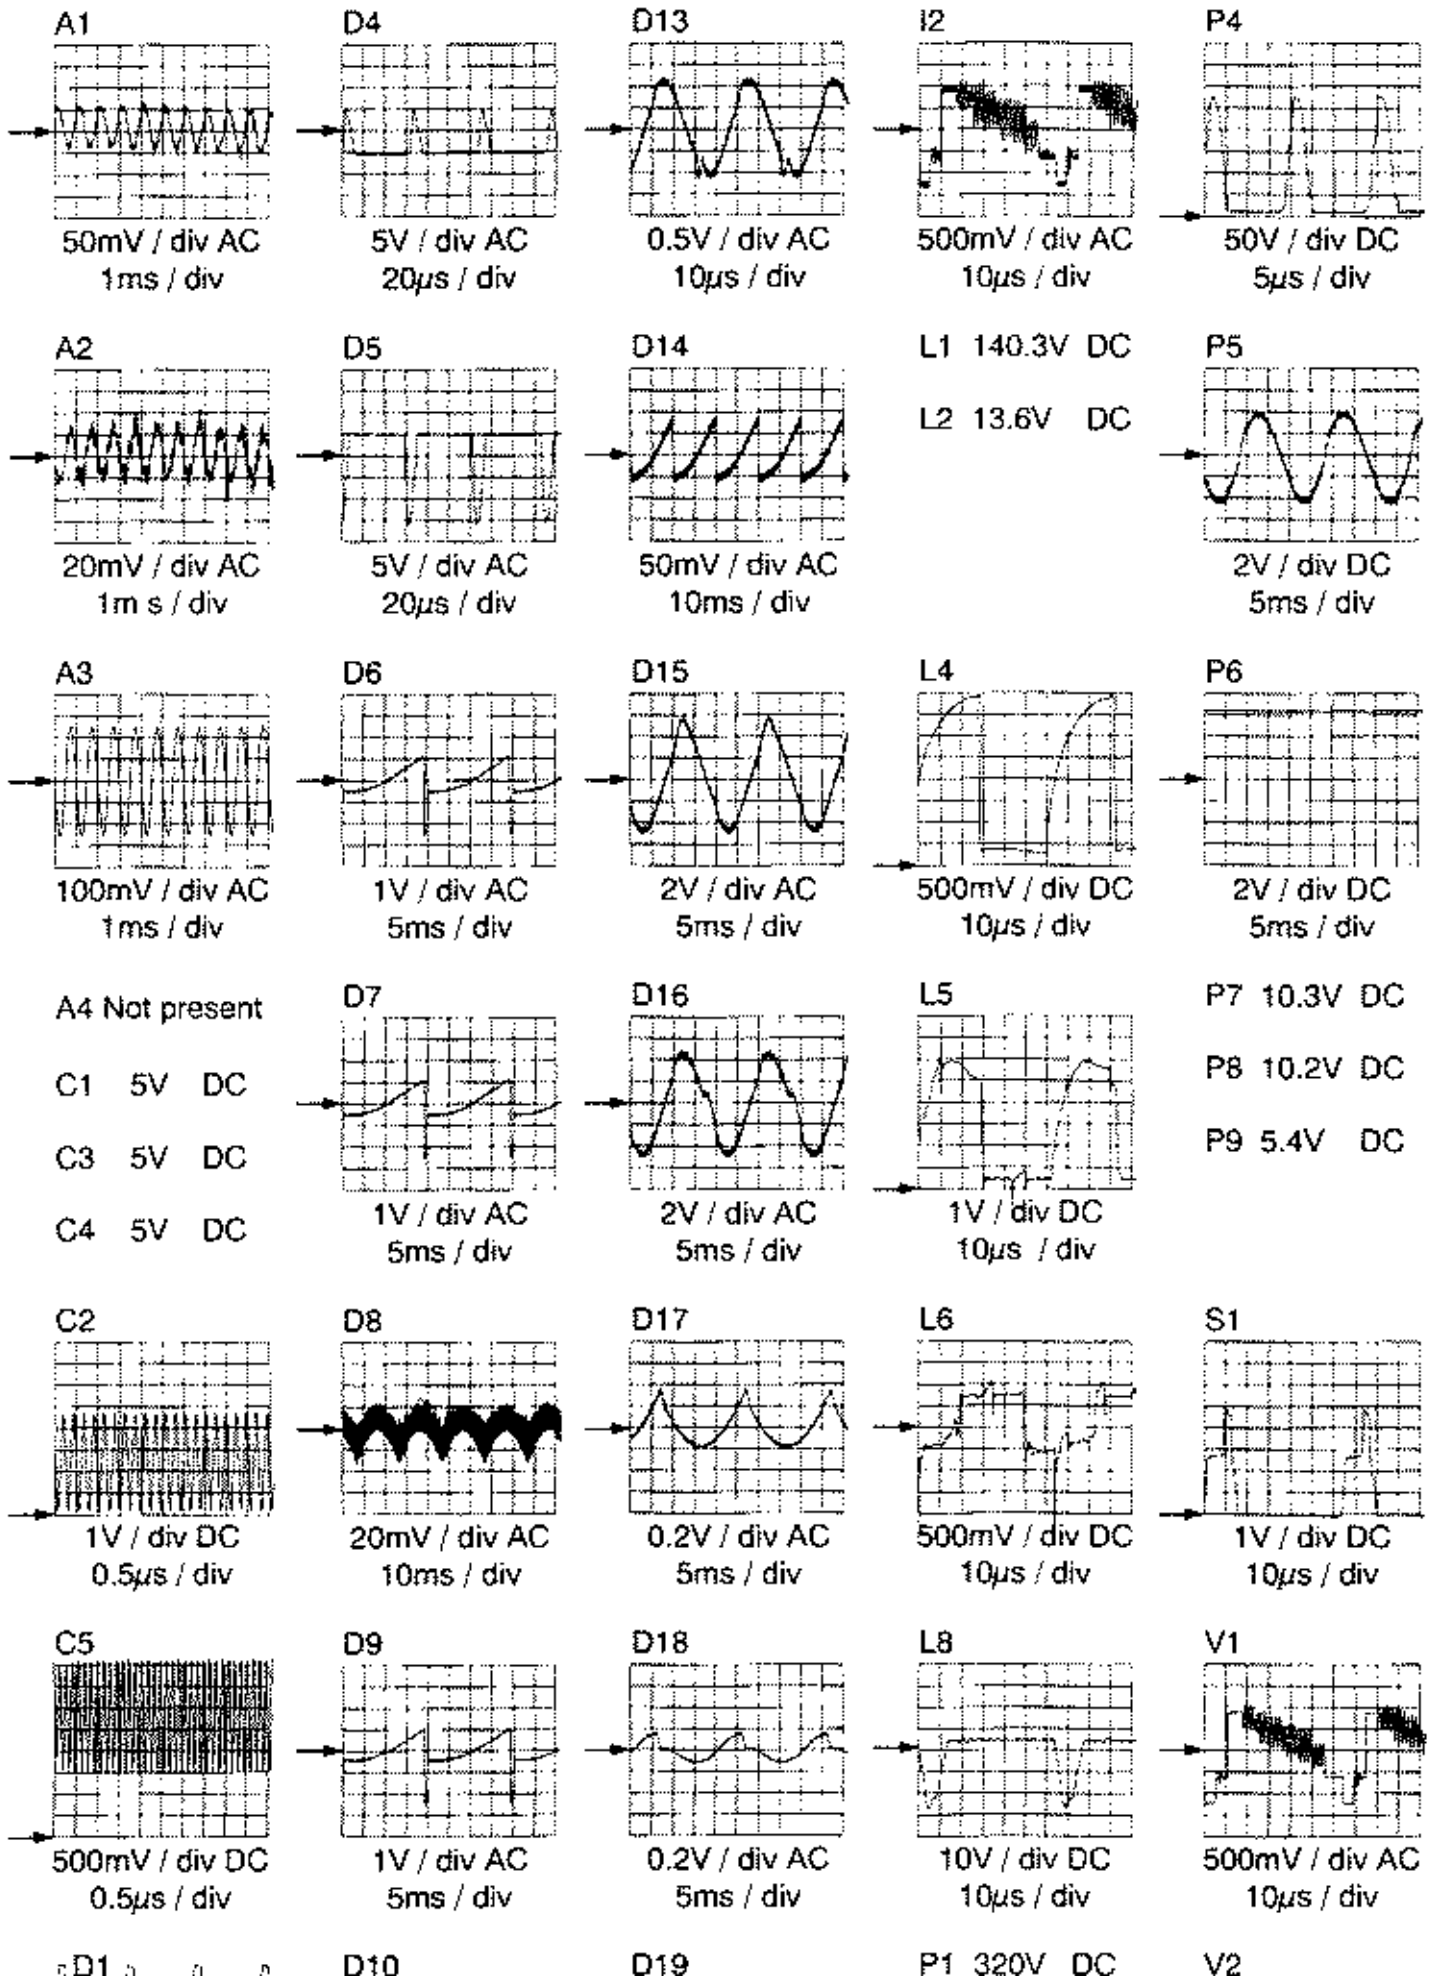 A1
50mV / div AC
1ms / div
D4
5V / div AC
20µs / div
D13
0.5V / div AC
10µs / div
I2
500mV / div AC
10µs / div
P4
50V / div DC
5µs / div
A2
20mV / div AC
1m s / div
D5
5V / div AC
20µs / div
D14
50mV / div AC
10ms / div
L1 140.3V DC
L2 13.6V DC
P5
2V / div DC
5ms / div
A3
100mV / div AC
1ms / div
D6
1V / div AC
5ms / div
D15
2V / div AC
5ms / div
L4
500mV / div DC
10µs / div
P6
2V / div DC
5ms / div
A4 Not present
C1 5V DC
C3 5V DC
C4 5V DC
D7
1V / div AC
5ms / div
D16
2V / div AC
5ms / div
L5
1V / div DC
10µs / div
P7 10.3V DC
P8 10.2V DC
P9 5.4V DC
C2
1V / div DC
0.5µs / div
D8
20mV / div AC
10ms / div
D17
0.2V / div AC
5ms / div
L6
500mV / div DC
10µs / div
S1
1V / div DC
10µs / div
C5
500mV / div DC
0.5µs / div
D9
1V / div AC
5ms / div
D18
0.2V / div AC
5ms / div
L8
10V / div DC
10µs / div
V1
500mV / div AC
10µs / div
D1
D10
D19
P1 320V DC
V2